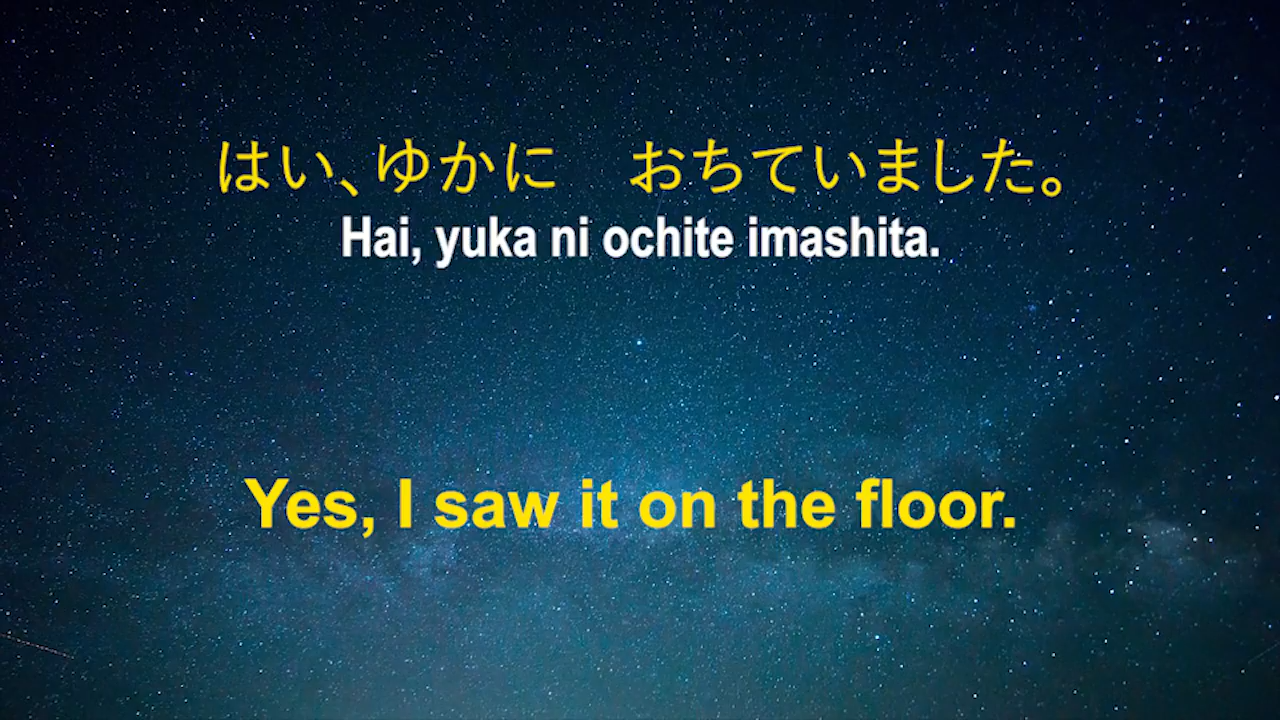 はい、ゆかに　おちていました。
Hai, yuka ni ochite imashita.
Yes, I saw it on the floor.